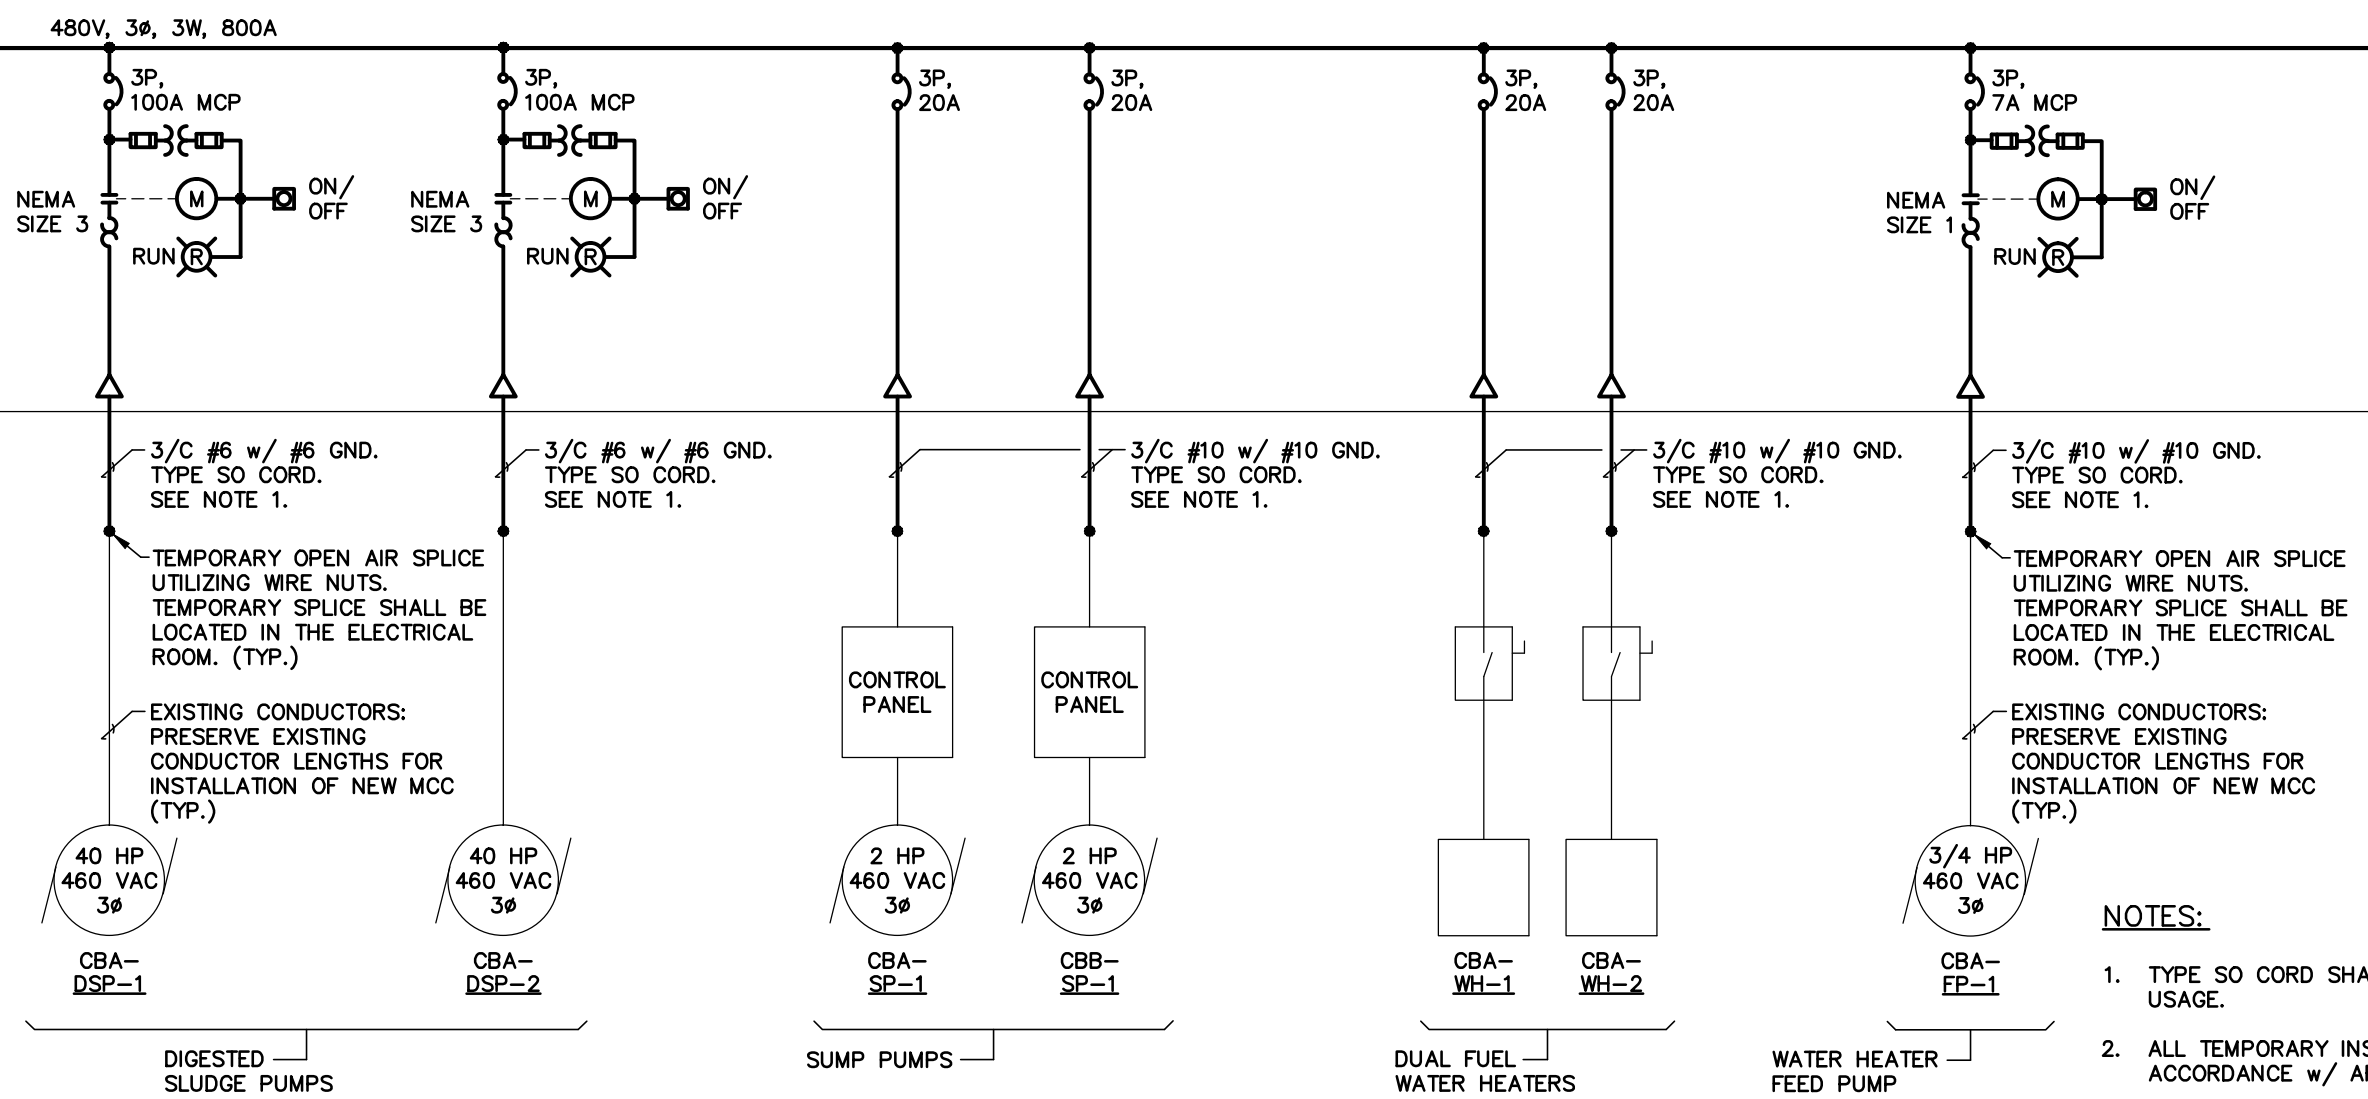 480V, 3ø, 3W, 800A
3P,
100A MCP
NEMA
SIZE 3
M
ON/
OFF
RUN
R
3P,
100A MCP
NEMA
SIZE 3
M
ON/
OFF
RUN
R
3P,
20A
3P,
20A
3P,
20A
3P,
20A
3P,
7A MCP
NEMA
SIZE 1
M
ON/
OFF
RUN
R
3/C #6 w/ #6 GND.
TYPE SO CORD.
SEE NOTE 1.
3/C #6 w/ #6 GND.
TYPE SO CORD.
SEE NOTE 1.
3/C #10 w/ #10 GND.
TYPE SO CORD.
SEE NOTE 1.
3/C #10 w/ #10 GND.
TYPE SO CORD.
SEE NOTE 1.
3/C #10 w/ #10 GND.
TYPE SO CORD.
SEE NOTE 1.
TEMPORARY OPEN AIR SPLICE
UTILIZING WIRE NUTS.
TEMPORARY SPLICE SHALL BE
LOCATED IN THE ELECTRICAL
ROOM. (TYP.)
EXISTING CONDUCTORS:
PRESERVE EXISTING
CONDUCTOR LENGTHS FOR
INSTALLATION OF NEW MCC
(TYP.)
CONTROL
PANEL
CONTROL
PANEL
TEMPORARY OPEN AIR SPLICE
UTILIZING WIRE NUTS.
TEMPORARY SPLICE SHALL BE
LOCATED IN THE ELECTRICAL
ROOM. (TYP.)
EXISTING CONDUCTORS:
PRESERVE EXISTING
CONDUCTOR LENGTHS FOR
INSTALLATION OF NEW MCC
(TYP.)
40 HP
460 VAC
3ø
CBA-
DSP-1
40 HP
460 VAC
3ø
CBA-
DSP-2
2 HP
460 VAC
3ø
CBA-
SP-1
2 HP
460 VAC
3ø
CBB-
SP-1
CBA-
WH-1
CBA-
WH-2
3/4 HP
460 VAC
3ø
CBA-
FP-1
DIGESTED
SLUDGE PUMPS
SUMP PUMPS
DUAL FUEL
WATER HEATERS
WATER HEATER
FEED PUMP
NOTES:
1. TYPE SO CORD
USAGE.
2. ALL TEMPORARY
ACCORDANCE w/